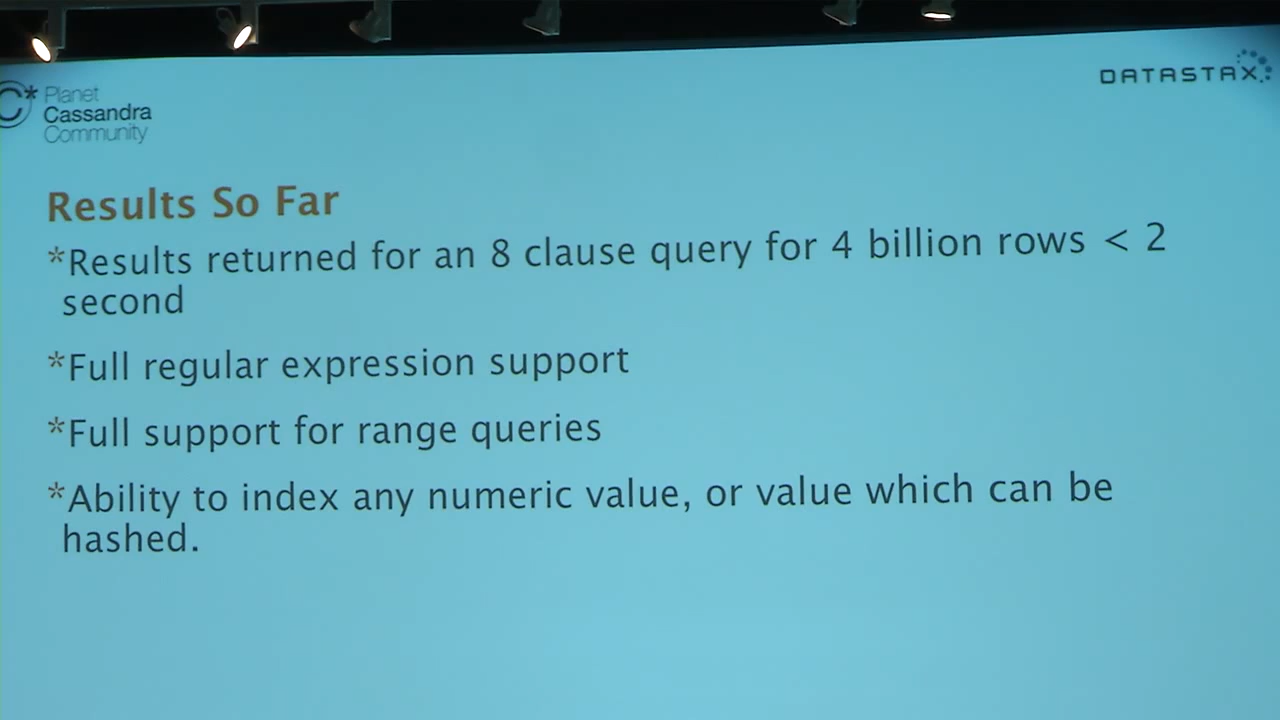 C* Planet
Cassandra
Community
DATASTAX
Results So Far
*Results returned for an 8 clause query for 4 billion rows < 2
second
*Full regular expression support
*Full support for range queries
*Ability to index any numeric value, or value which can be
hashed.